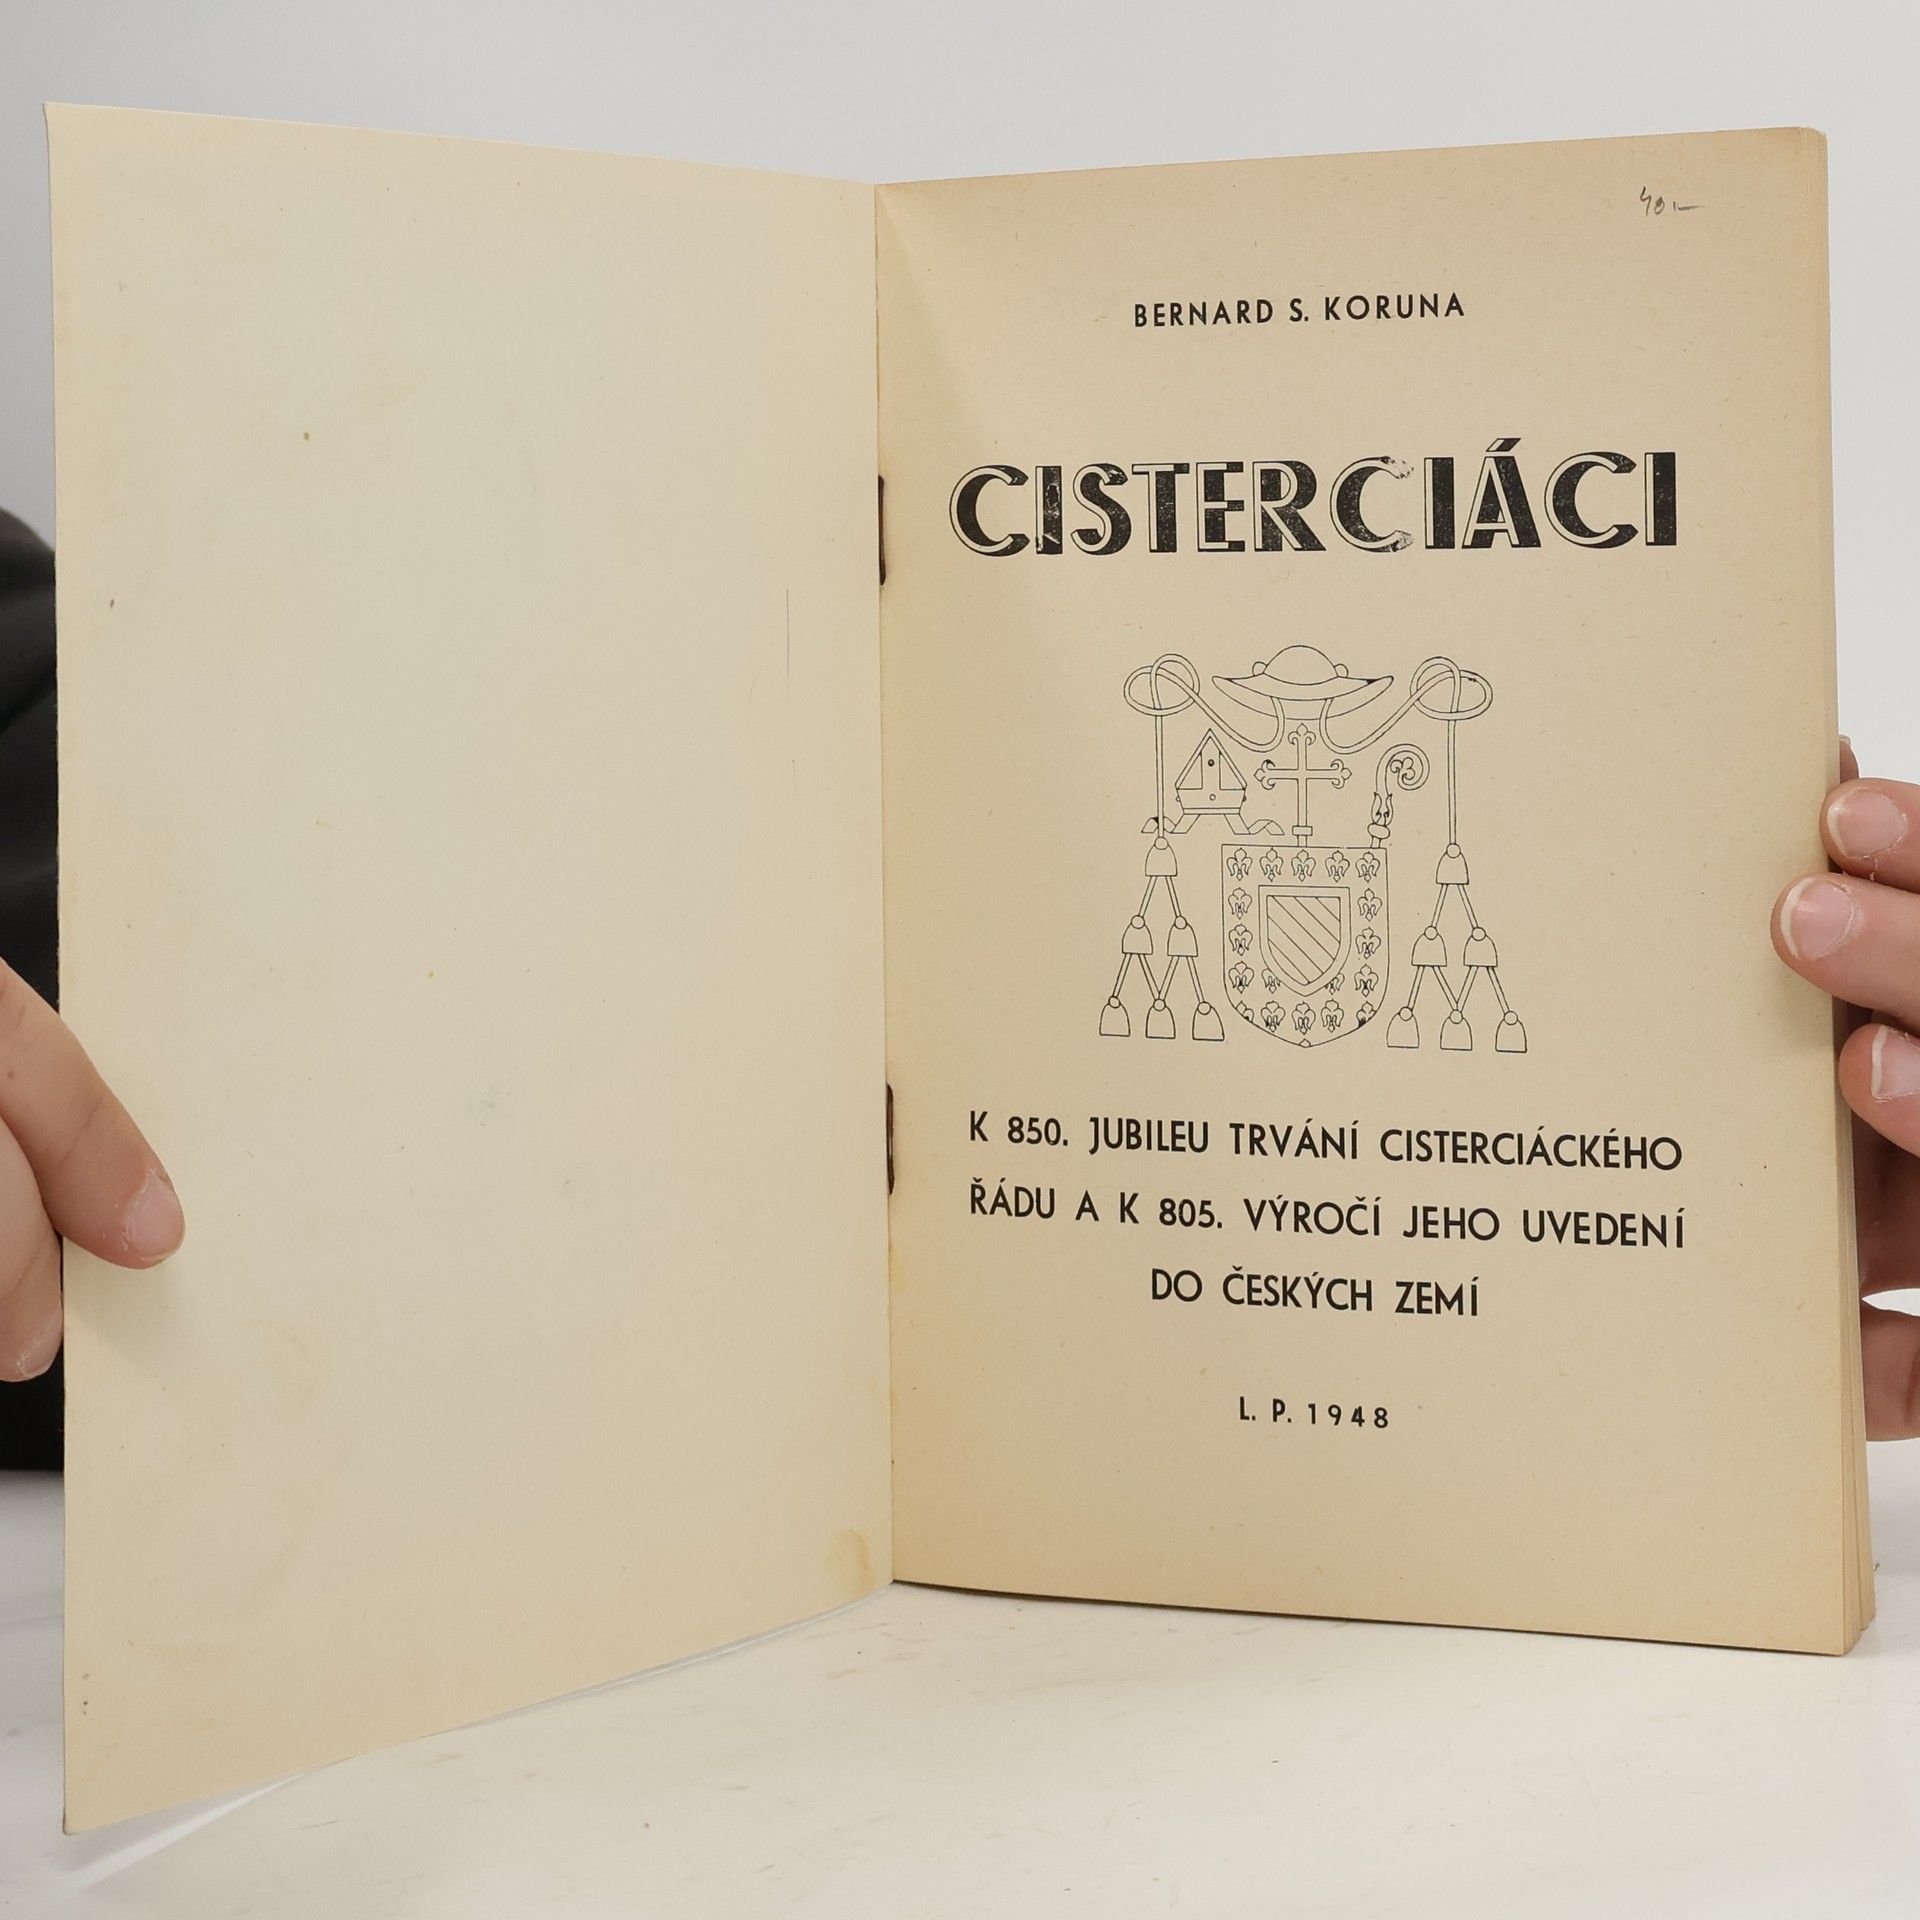 40,-
BERNARD S. KORUNA
CISTERCIÁCI
K 850. JUBILEU TRVÁNÍ CISTERCIÁCKÉHO
ŘÁDU A K 805. VÝROČÍ JEHO UVEDENÍ
DO ČESKÝCH ZEMÍ
L. P. 1948